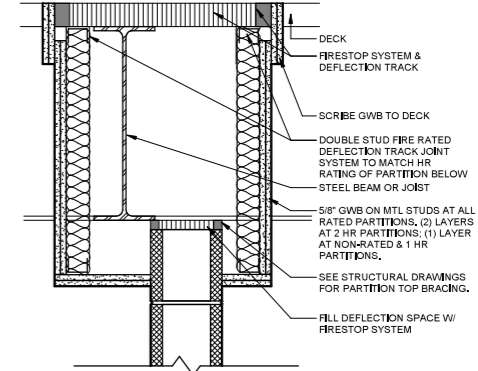 DECK
FIRESTOP SYSTEM &
DEFLECTION TRACK
SCRIBE GWB TO DECK
DOUBLE STUD FIRE RATED
DEFLECTION TRACK JOINT
SYSTEM TO MATCH HR
RATING OF PARTITION BELOW
STEEL BEAM OR JOIST
5/8" GWB ON MTL STUDS AT ALL
RATED PARTITIONS. (2) LAYERS
AT 2 HR PARTITIONS; (1) LAYER
AT NON-RATED & 1 HR
PARTITIONS.
SEE STRUCTURAL DRAWINGS
FOR PARTITION TOP BRACING.
FILL DEFLECTION SPACE W/
FIRESTOP SYSTEM